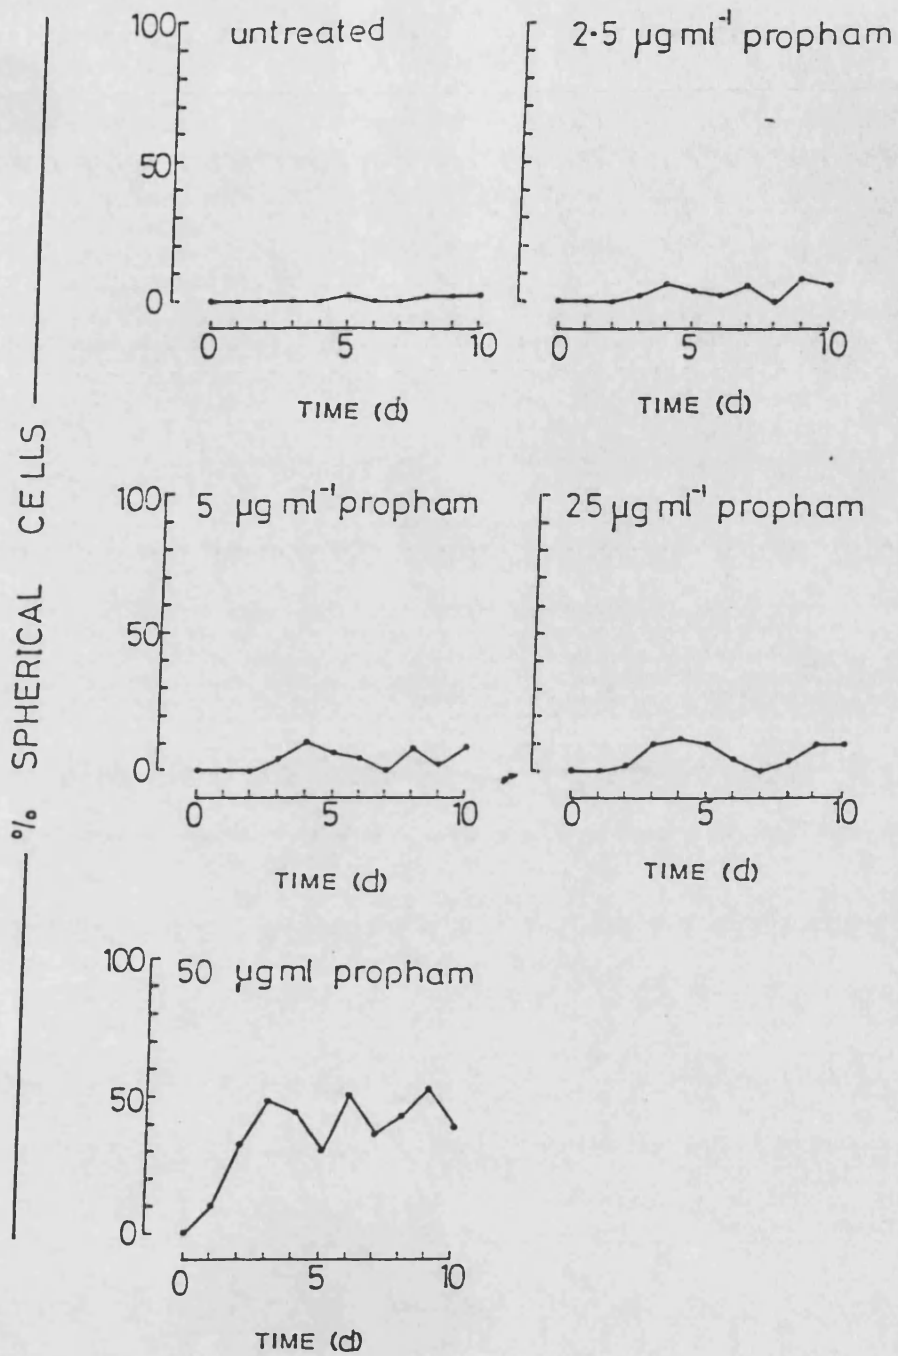 % SPHERICAL CELLS
untreated
100
50
0
0 5 10
TIME (d)
2·5 µg ml⁻¹ propham
0 5 10
TIME (d)
5 µg ml⁻¹ propham
100
50
0
0 5 10
TIME (d)
25 µg ml⁻¹ propham
0 5 10
TIME (d)
50 µg ml propham
100
50
0
0 5 10
TIME (d)